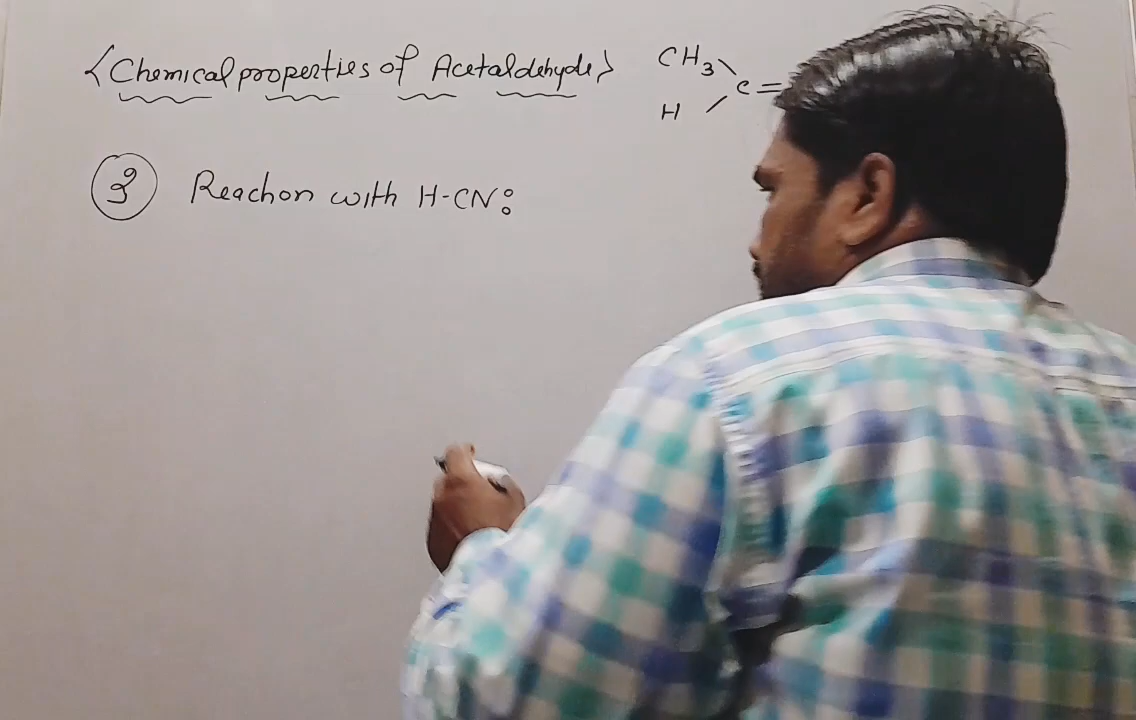 <Chemical properties of Acetaldehyde>
CH3
C=
H
3 Reaction with H-CN: